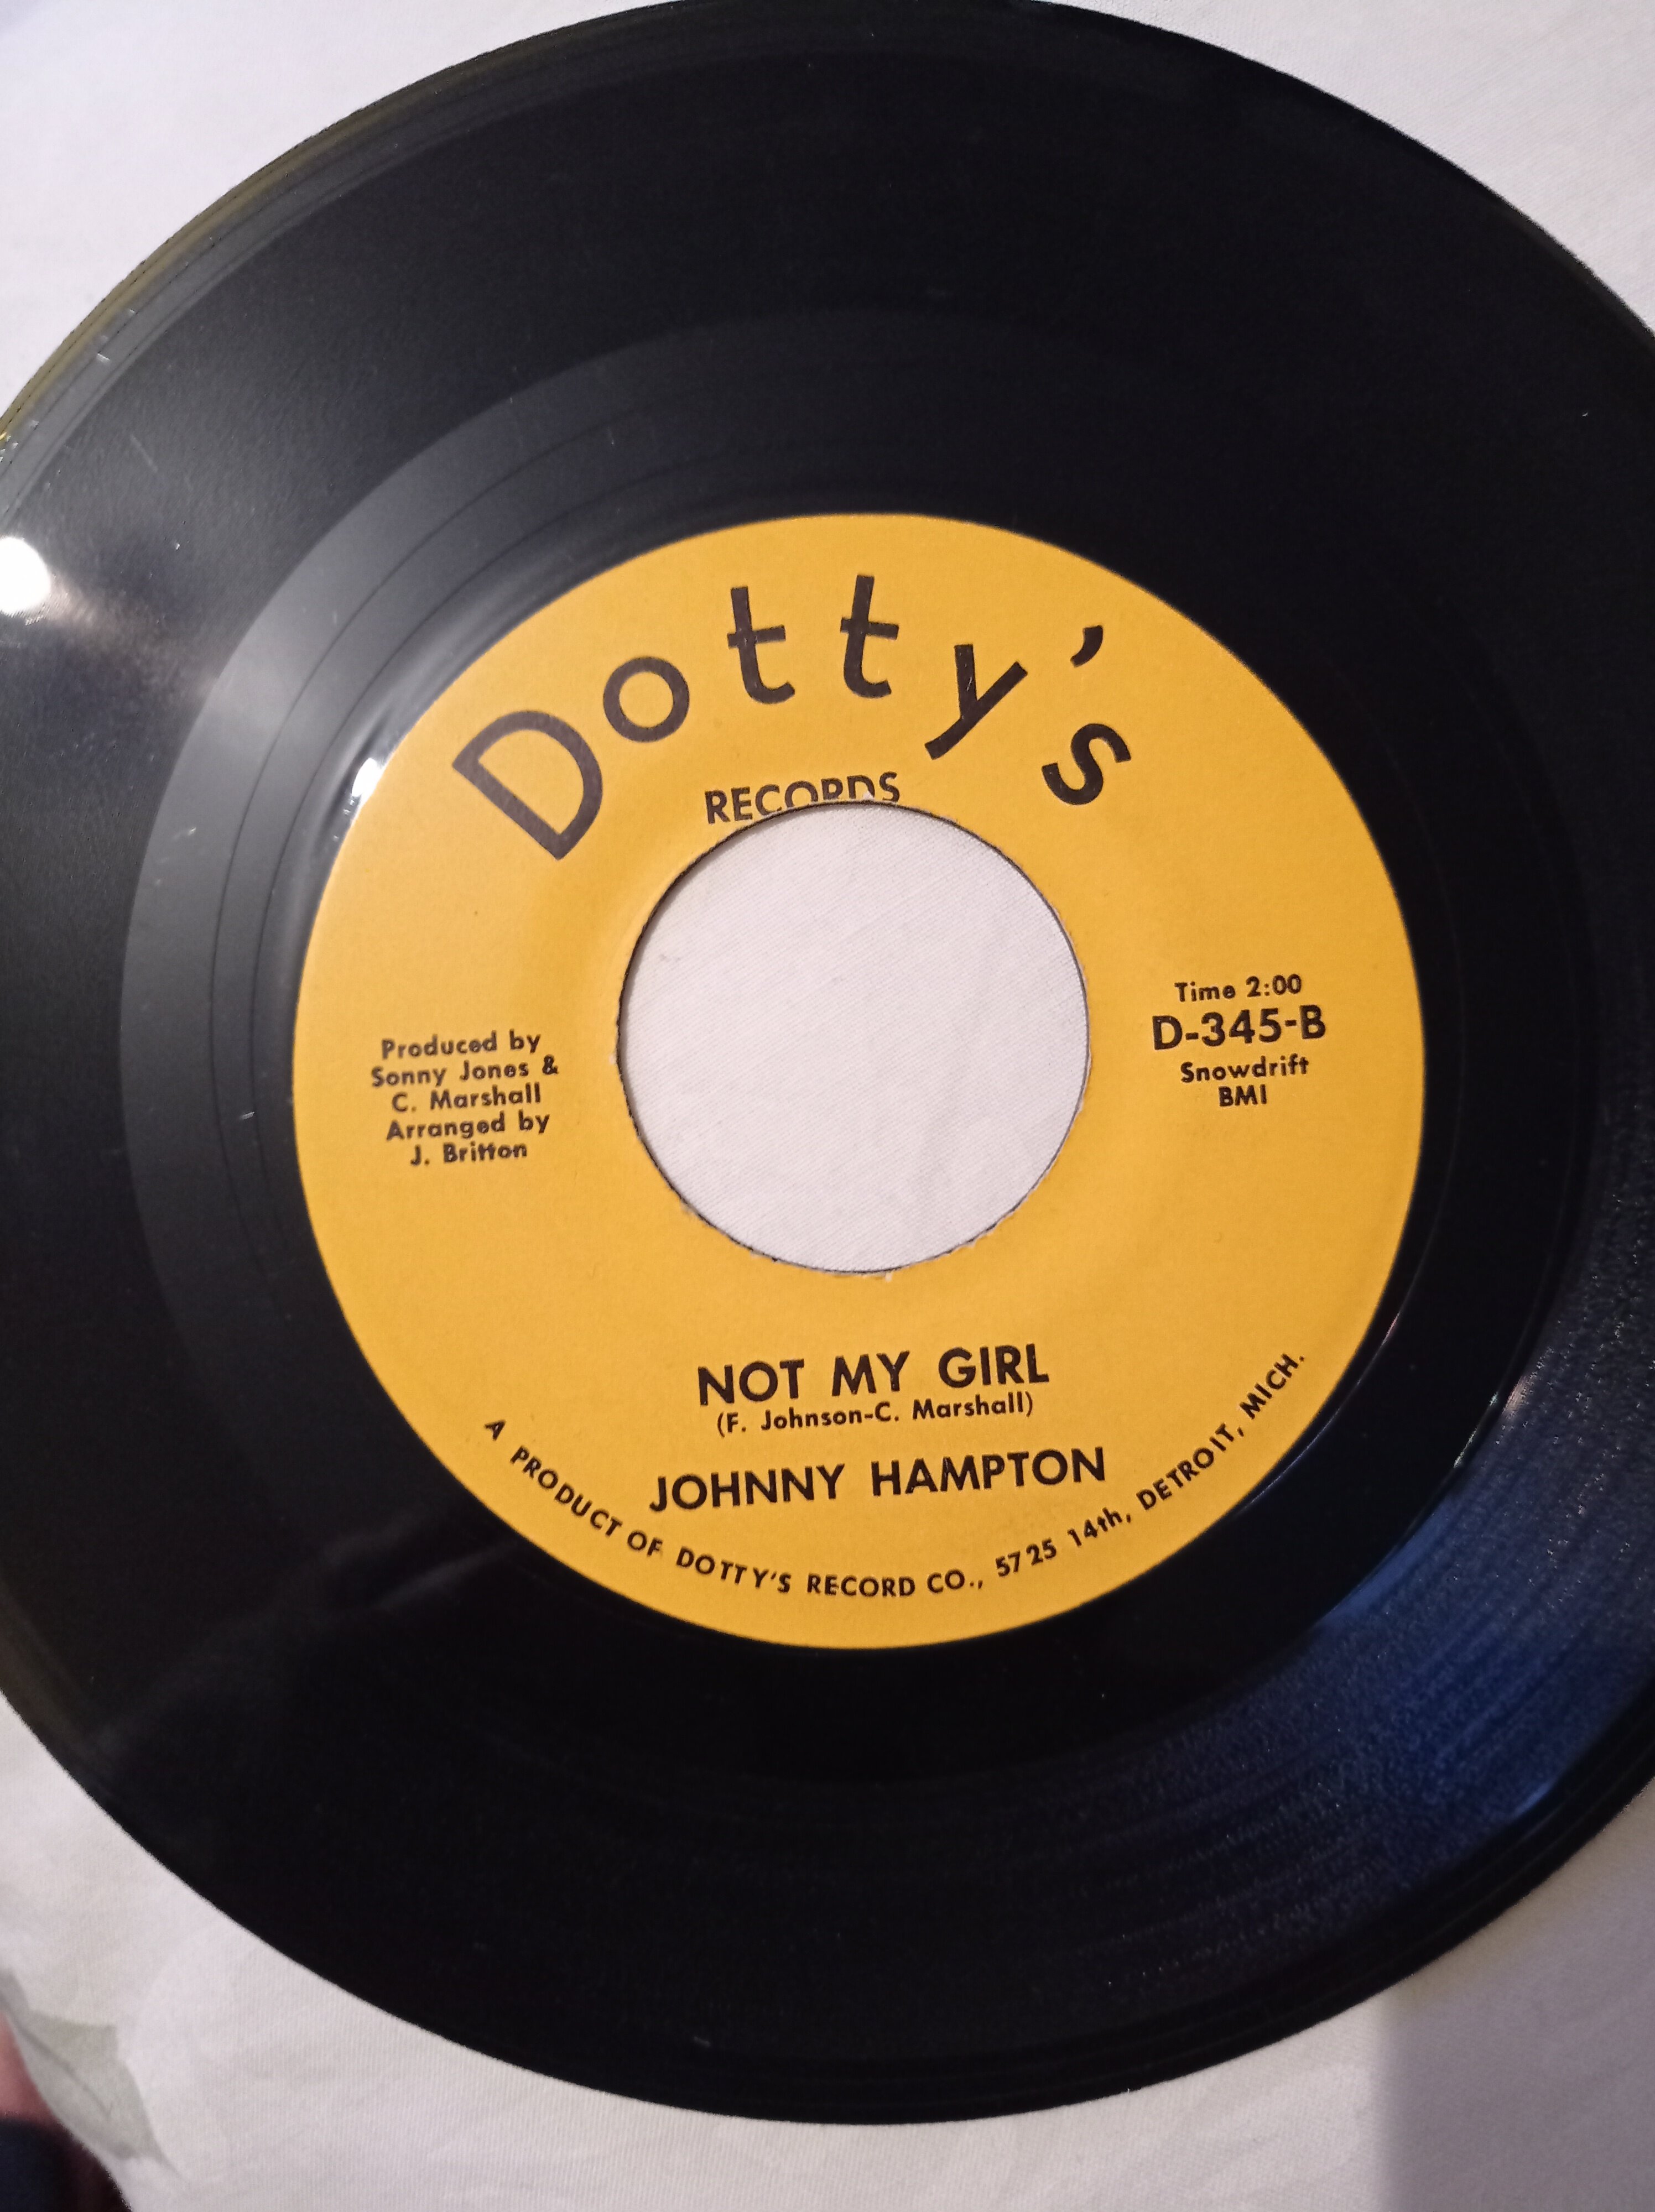 Dotty's
RECORDS
Produced by
Sonny Jones &
C. Marshall
Arranged by
J. Britton
Time 2:00
D-345-B
Snowdrift
BMI
NOT MY GIRL
(F. Johnson-C. Marshall)
JOHNNY HAMPTON
A PRODUCT OF DOTTY'S RECORD CO., 5725 14th, DETROIT, MICH.